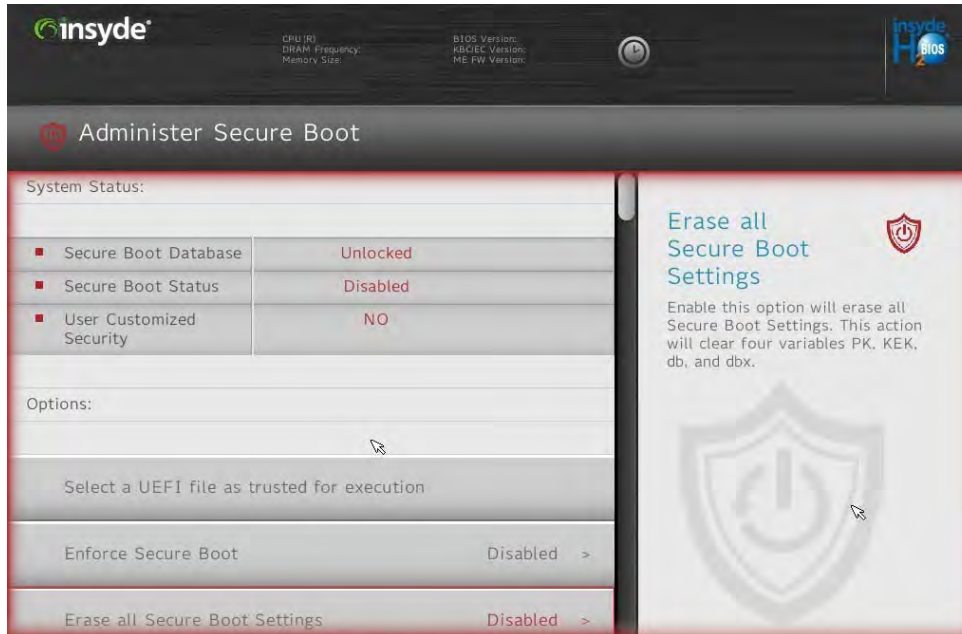 insyde®
CPU(R)
DRAM Frequency:
Memory Size:
BIOS Version:
KBC/EC Version:
ME FW Version:
insyde
H2BIOS
Administer Secure Boot
System Status:
Secure Boot Database Unlocked
Secure Boot Status Disabled
User Customized
Security
NO
Options:
Select a UEFI file as trusted for execution
Enforce Secure Boot Disabled >
Erase all Secure Boot Settings Disabled >
Erase all
Secure Boot
Settings
Enable this option will erase all
Secure Boot Settings. This action
will clear four variables PK, KEK,
db, and dbx.